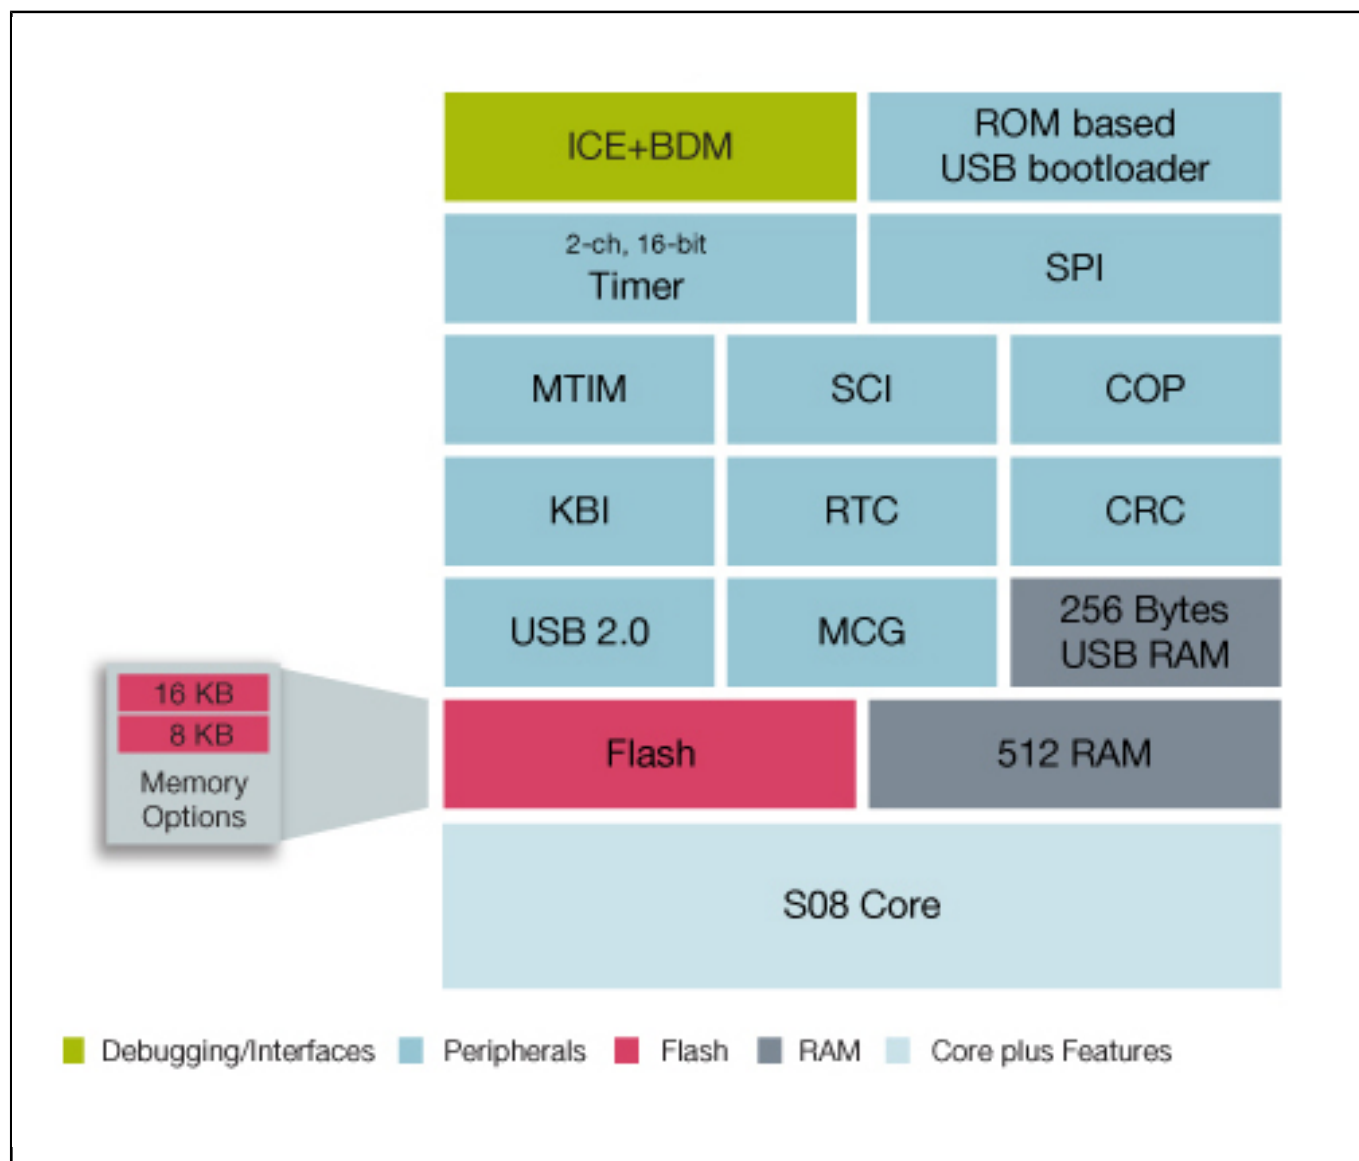 ICE+BDM
ROM based
USB bootloader
2-ch, 16-bit
Timer
SPI
MTIM
SCI
COP
KBI
RTC
CRC
USB 2.0
MCG
256 Bytes
USB RAM
16 KB
8 KB
Memory
Options
Flash
512 RAM
S08 Core
Debugging/Interfaces
Peripherals
Flash
RAM
Core plus Features